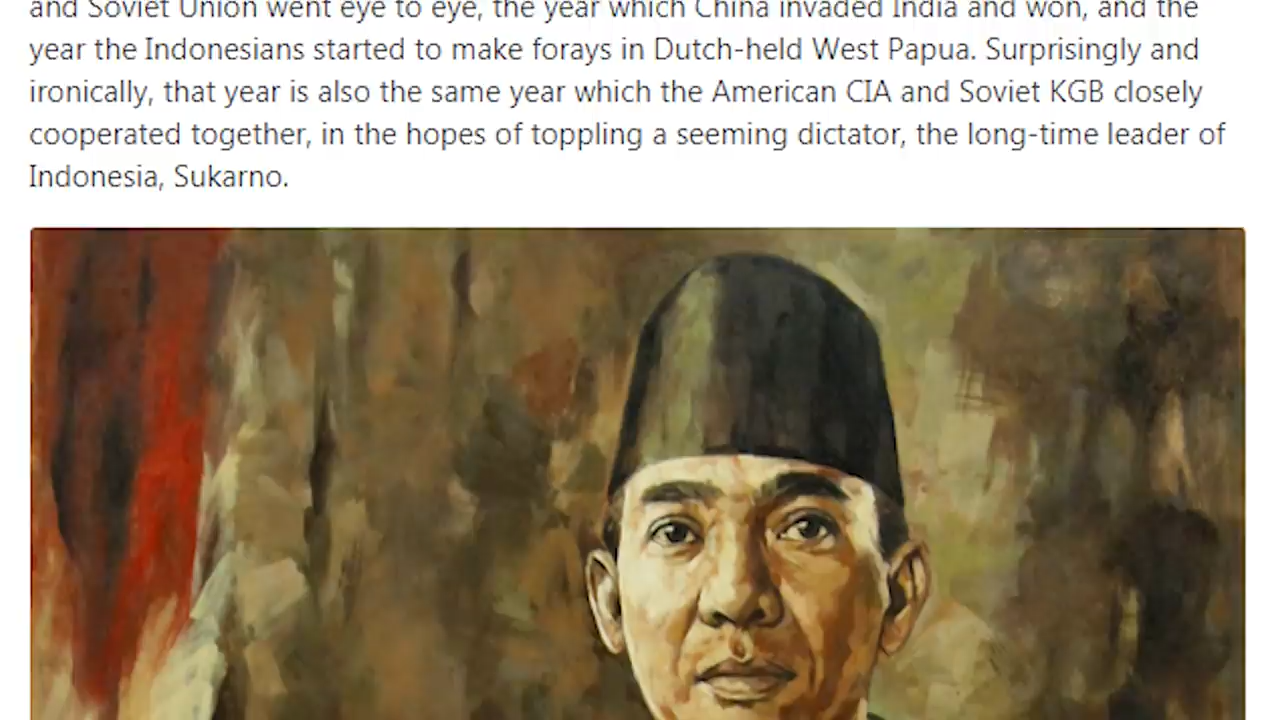 and Soviet Union went eye to eye, the year which China invaded India and won, and the
year the Indonesians started to make forays in Dutch-held West Papua. Surprisingly and
ironically, that year is also the same year which the American CIA and Soviet KGB closely
cooperated together, in the hopes of toppling a seeming dictator, the long-time leader of
Indonesia, Sukarno.